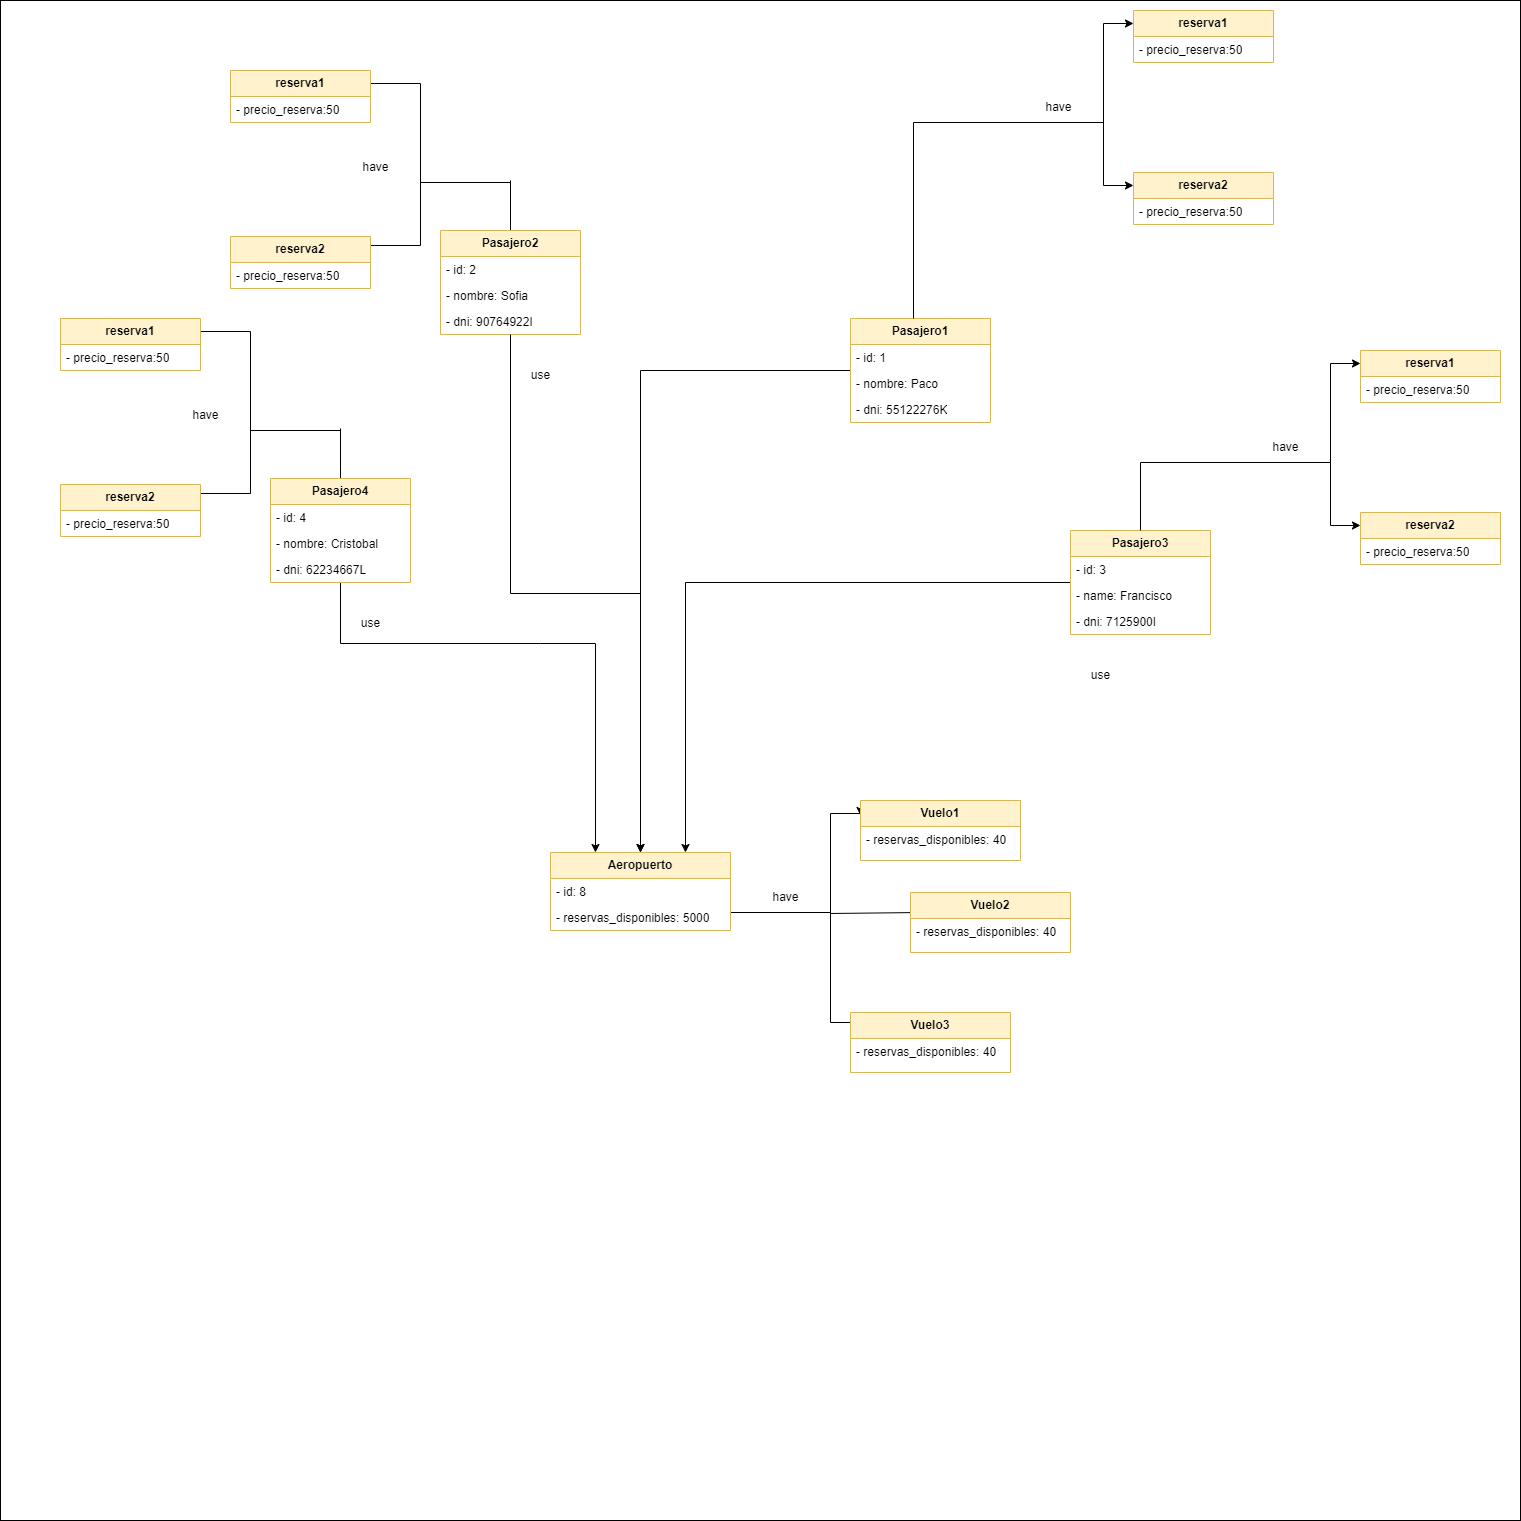 reserva1
- precio_reserva:50
have
reserva2
- precio_reserva:50
reserva1
- precio_reserva:50
have
reserva2
- precio_reserva:50
Pasajero2
- id: 2
- nombre: Sofia
- dni: 90764922I
use
Pasajero1
- id: 1
- nombre: Paco
- dni: 55122276K
reserva1
- precio_reserva:50
have
reserva2
- precio_reserva:50
Pasajero4
- id: 4
- nombre: Cristobal
- dni: 62234667L
use
reserva1
- precio_reserva:50
have
reserva2
- precio_reserva:50
Pasajero3
- id: 3
- name: Francisco
- dni: 7125900I
use
Aeropuerto
- id: 8
- reservas_disponibles: 5000
have
Vuelo1
- reservas_disponibles: 40
Vuelo2
- reservas_disponibles: 40
Vuelo3
- reservas_disponibles: 40